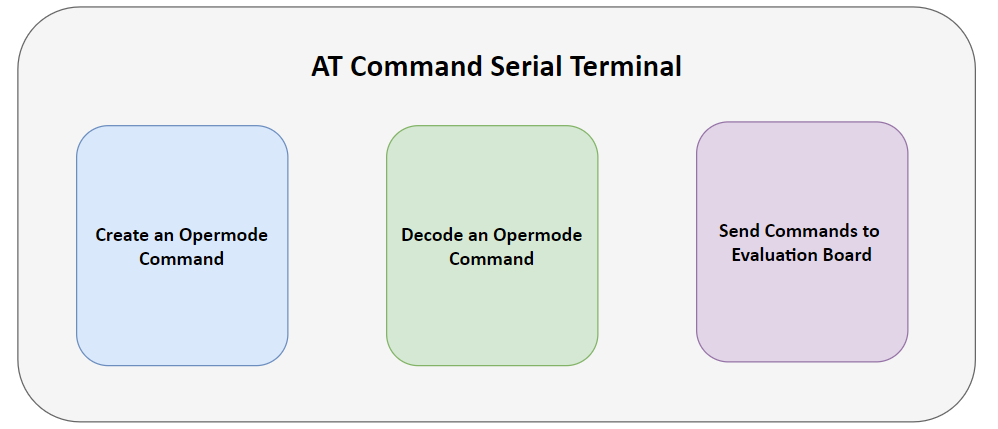 AT Command Serial Terminal
Create an Opermode
Command
Decode an Opermode
Command
Send Commands to
Evaluation Board